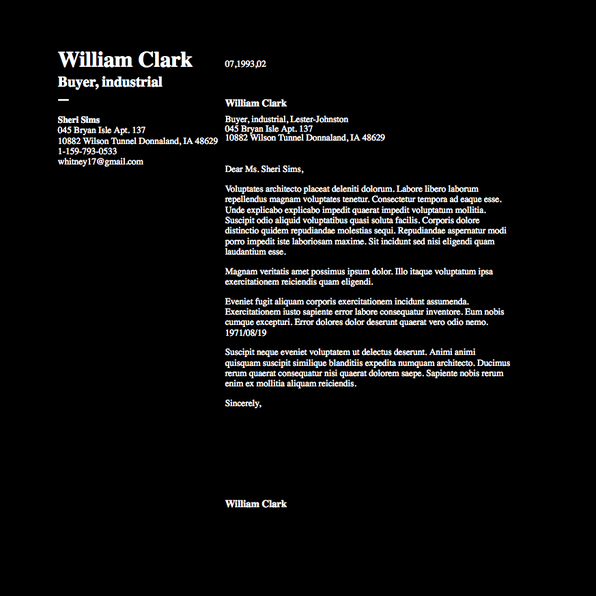 William Clark
Buyer, industrial
—
Sheri Sims
045 Bryan Isle Apt. 137
10882 Wilson Tunnel Donnaland, IA 48629
1-159-793-0533
whitney17@gmail.com
07,1993,02
William Clark
Buyer, industrial, Lester-Johnston
045 Bryan Isle Apt. 137
10882 Wilson Tunnel Donnaland, IA 48629
Dear Ms. Sheri Sims,
Voluptates architecto placeat deleniti dolorum. Labore libero laborum
repellendus magnam voluptates tenetur. Consectetur tempora ad eaque esse.
Unde explicabo explicabo impedit quaerat impedit voluptatum mollitia.
Suscipit odio aliquid voluptatibus quasi soluta facilis. Corporis dolore
distinctio quidem repudiandae molestias sequi. Repudiandae aspernatur modi
porro impedit iste laboriosam maxime. Sit incidunt sed nisi eligendi quam
laudantium esse.
Magnam veritatis amet possimus ipsum dolor. Illo itaque voluptatum ipsa
exercitationem reiciendis quam eligendi.
Eveniet fugit aliquam corporis exercitationem incidunt assumenda.
Exercitationem iusto sapiente error labore consequatur inventore. Eum nobis
cumque excepturi. Error dolores dolor deserunt quaerat vero odio nemo.
1971/08/19
Suscipit neque eveniet voluptatem ut delectus deserunt. Animi animi
quisquam suscipit similique blanditiis expedita numquam architecto. Ducimus
rerum quaerat consequatur nisi quaerat dolorem saepe. Sapiente nobis rerum
enim ex mollitia aliquam reiciendis.
Sincerely,
William Clark